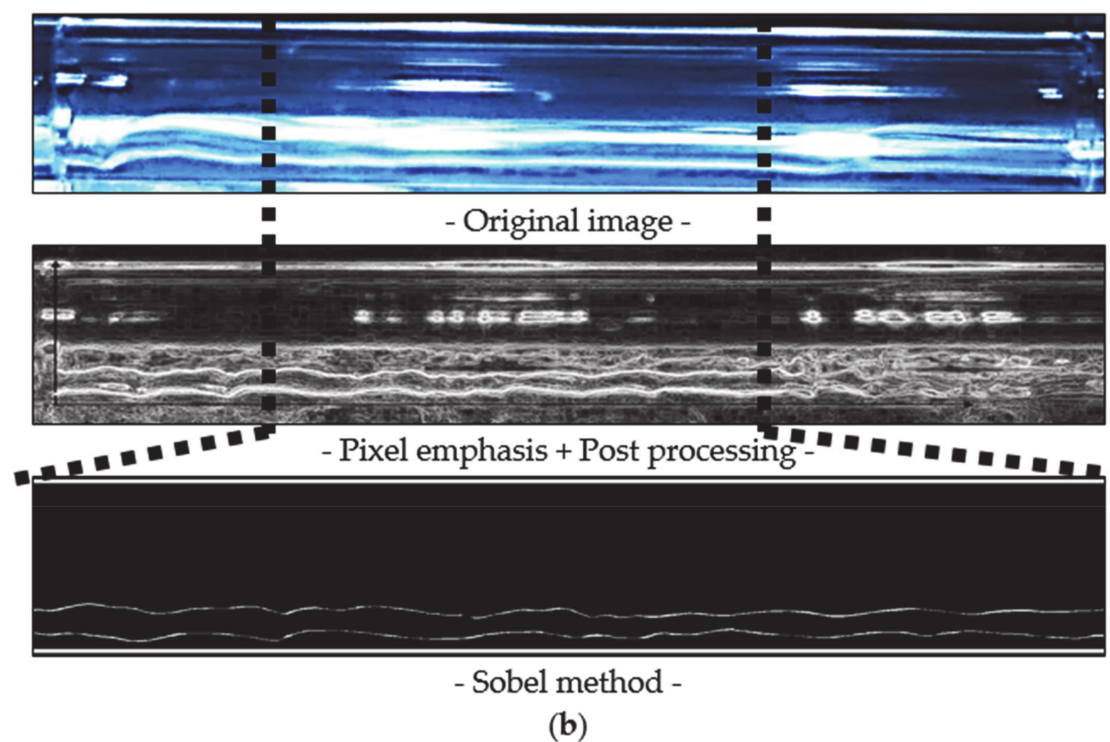 - Original image -
- Pixel emphasis + Post processing -
- Sobel method -
(b)